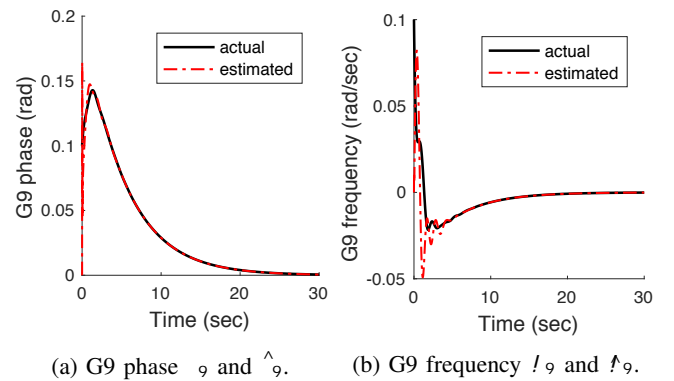 0.2
0.15
0.1
0.05
0
G9 phase (rad)
actual
estimated
0 10 20 30
Time (sec)
(a) G9 phase 9 and ^9.
0.1
0.05
0
-0.05
G9 frequency (rad/sec)
actual
estimated
0 10 20 30
Time (sec)
(b) G9 frequency !9 and !^9.